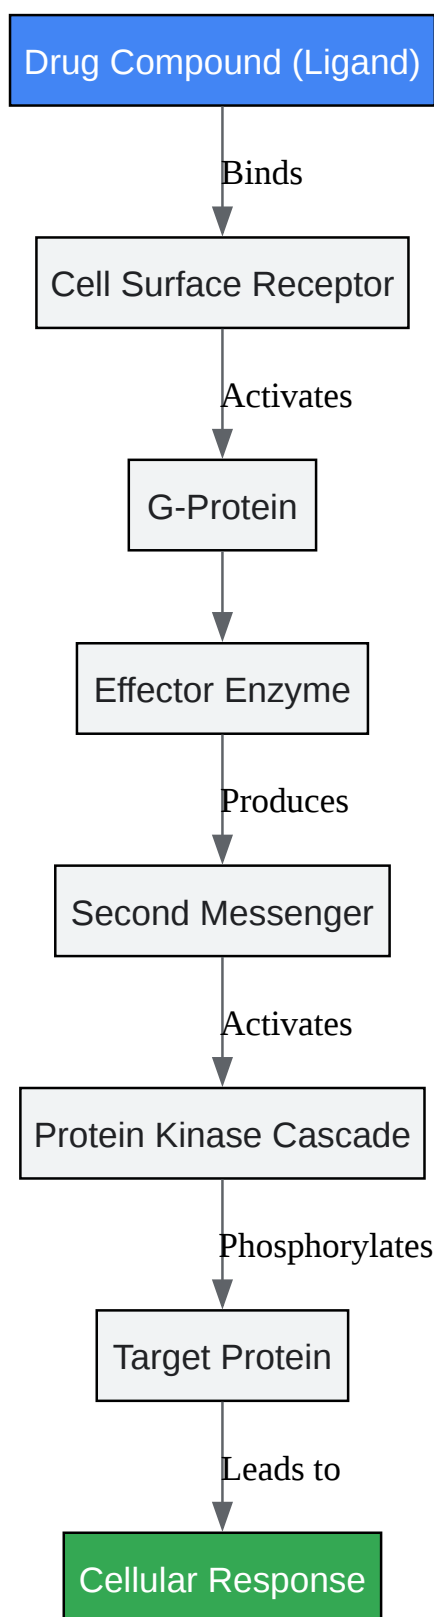 Drug Compound (Ligand)
Binds
Cell Surface Receptor
Activates
G-Protein
Effector Enzyme
Produces
Second Messenger
Activates
Protein Kinase Cascade
Phosphorylates
Target Protein
Leads to
Cellular Response